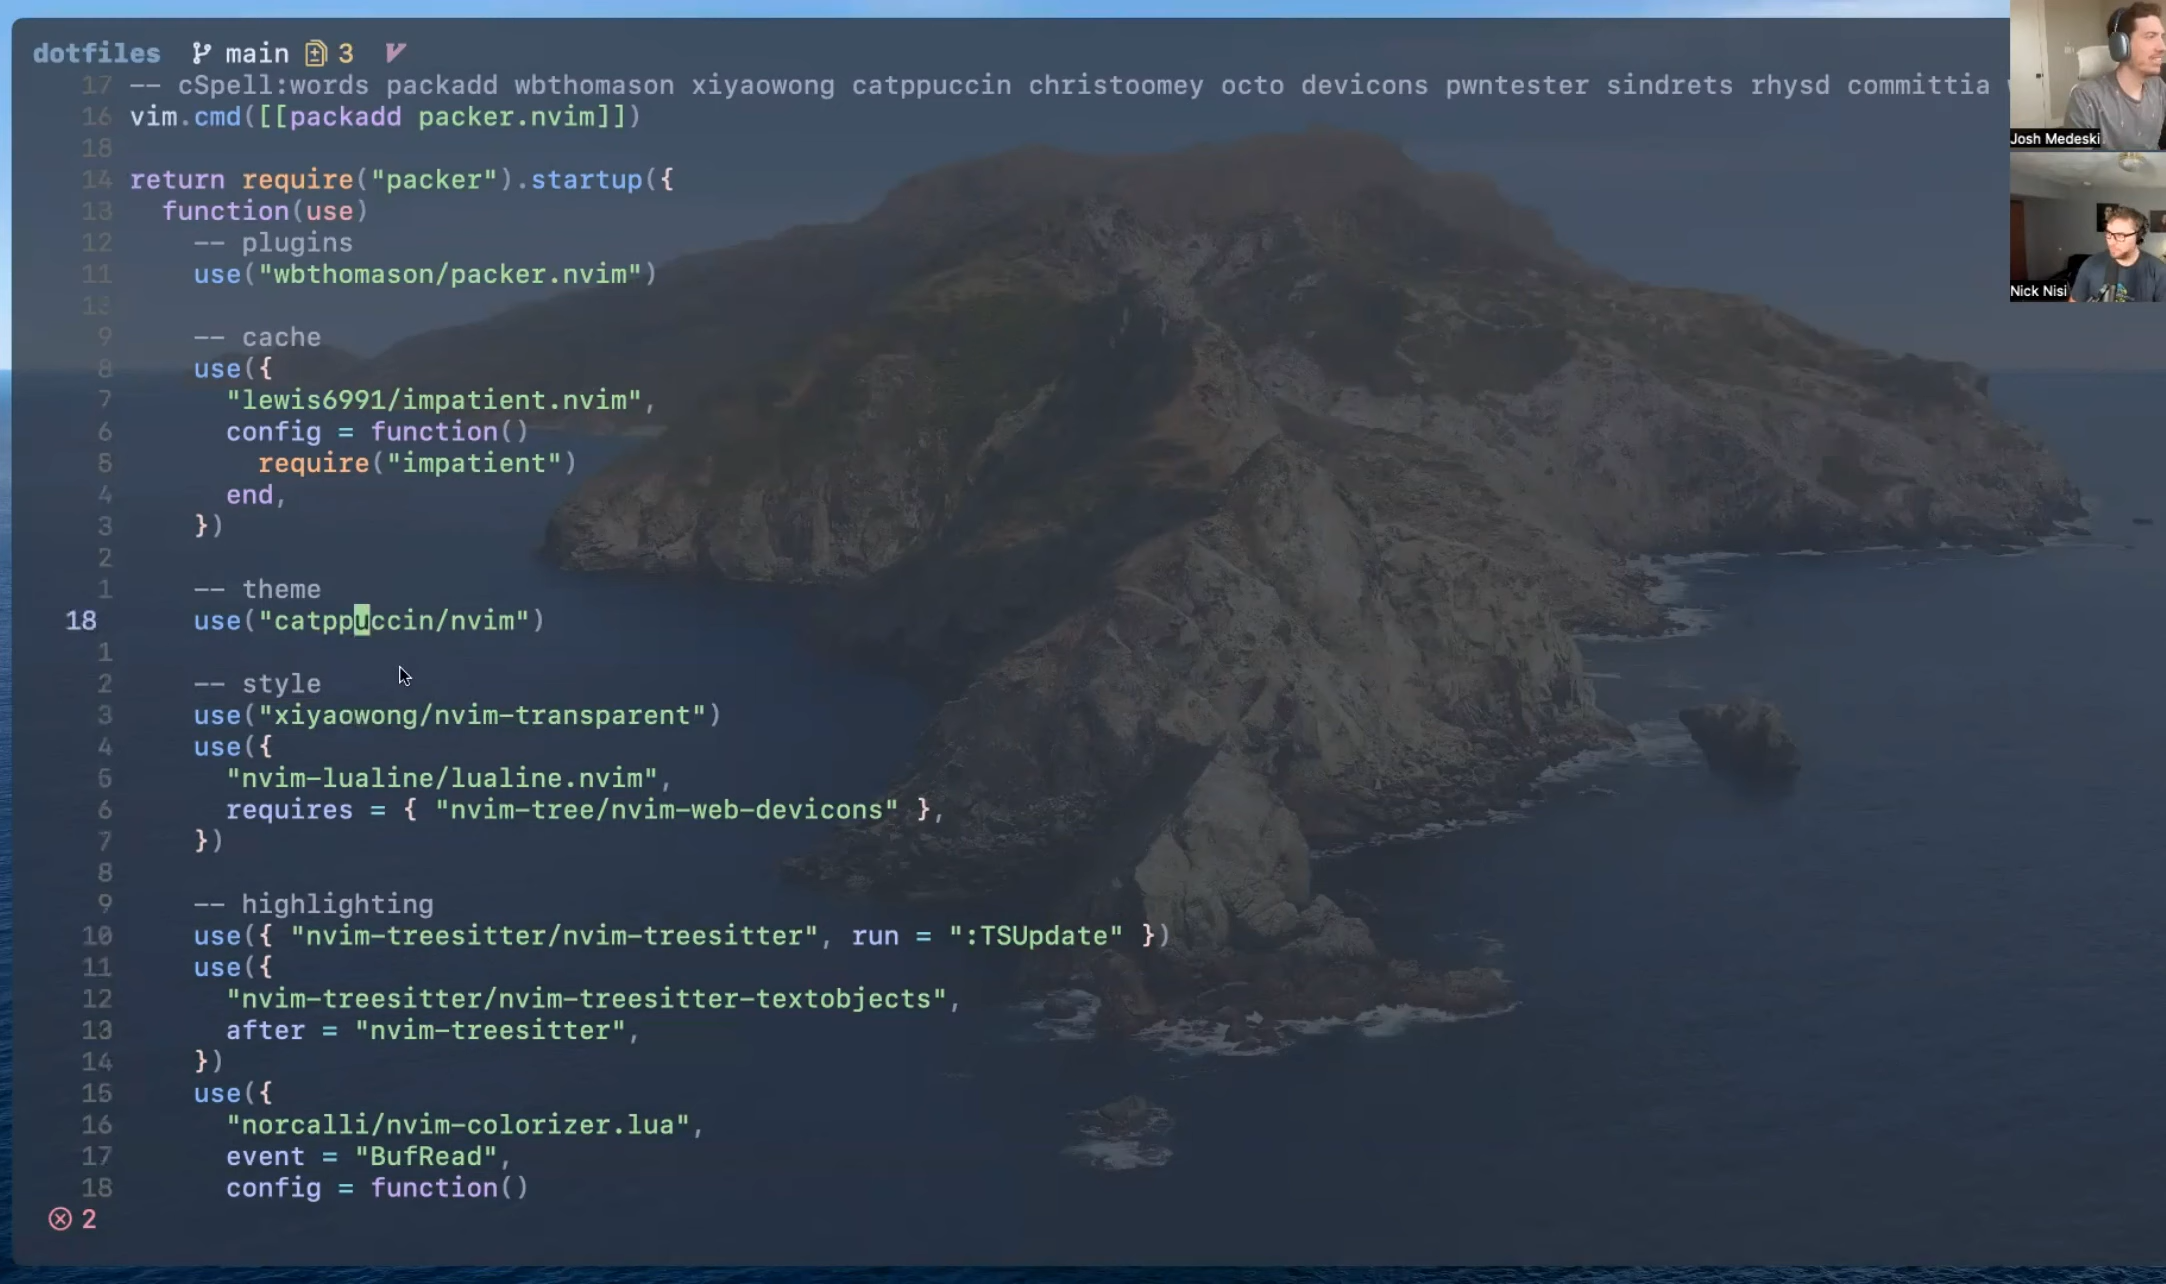 dotfiles main 3
17 -- cSpell:words packadd wbthomason xiyaowong catppuccin christoomey octo devicons pwntester sindrets rhysd committia
16 vim.cmd([[packadd packer.nvim]])
18
14 return require("packer").startup({
13 function(use)
12 -- plugins
11 use("wbthomason/packer.nvim")
13
9 -- cache
8 use({
7 "lewis6991/impatient.nvim",
6 config = function()
5 require("impatient")
4 end,
3 })
2
1 -- theme
18 use("catppuccin/nvim")
1
2 -- style
3 use("xiyaowong/nvim-transparent")
4 use({
5 "nvim-lualine/lualine.nvim",
6 requires = { "nvim-tree/nvim-web-devicons" },
7 })
8
9 -- highlighting
10 use({ "nvim-treesitter/nvim-treesitter", run = ":TSUpdate" })
11 use({
12 "nvim-treesitter/nvim-treesitter-textobjects",
13 after = "nvim-treesitter",
14 })
15 use({
16 "norcalli/nvim-colorizer.lua",
17 event = "BufRead",
18 config = function()
2
Josh Medeski
Nick Nisi